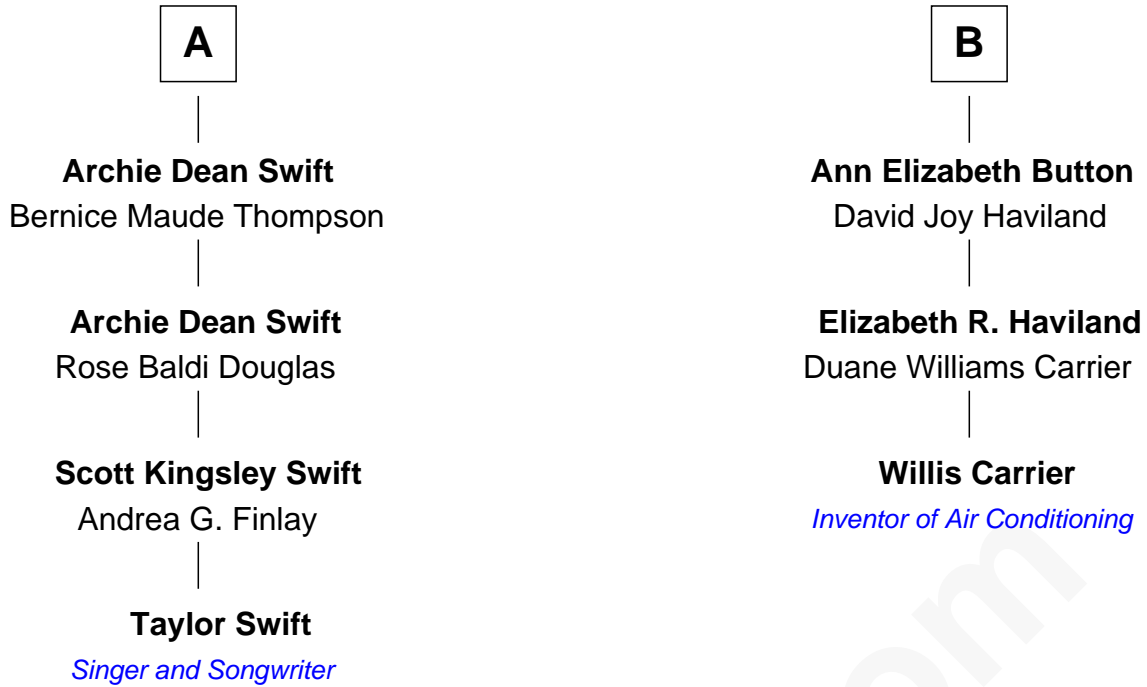 A
Archie Dean Swift
Bernice Maude Thompson
Archie Dean Swift
Rose Baldi Douglas
Scott Kingsley Swift
Andrea G. Finlay
Taylor Swift
Singer and Songwriter
B
Ann Elizabeth Button
David Joy Haviland
Elizabeth R. Haviland
Duane Williams Carrier
Willis Carrier
Inventor of Air Conditioning
om